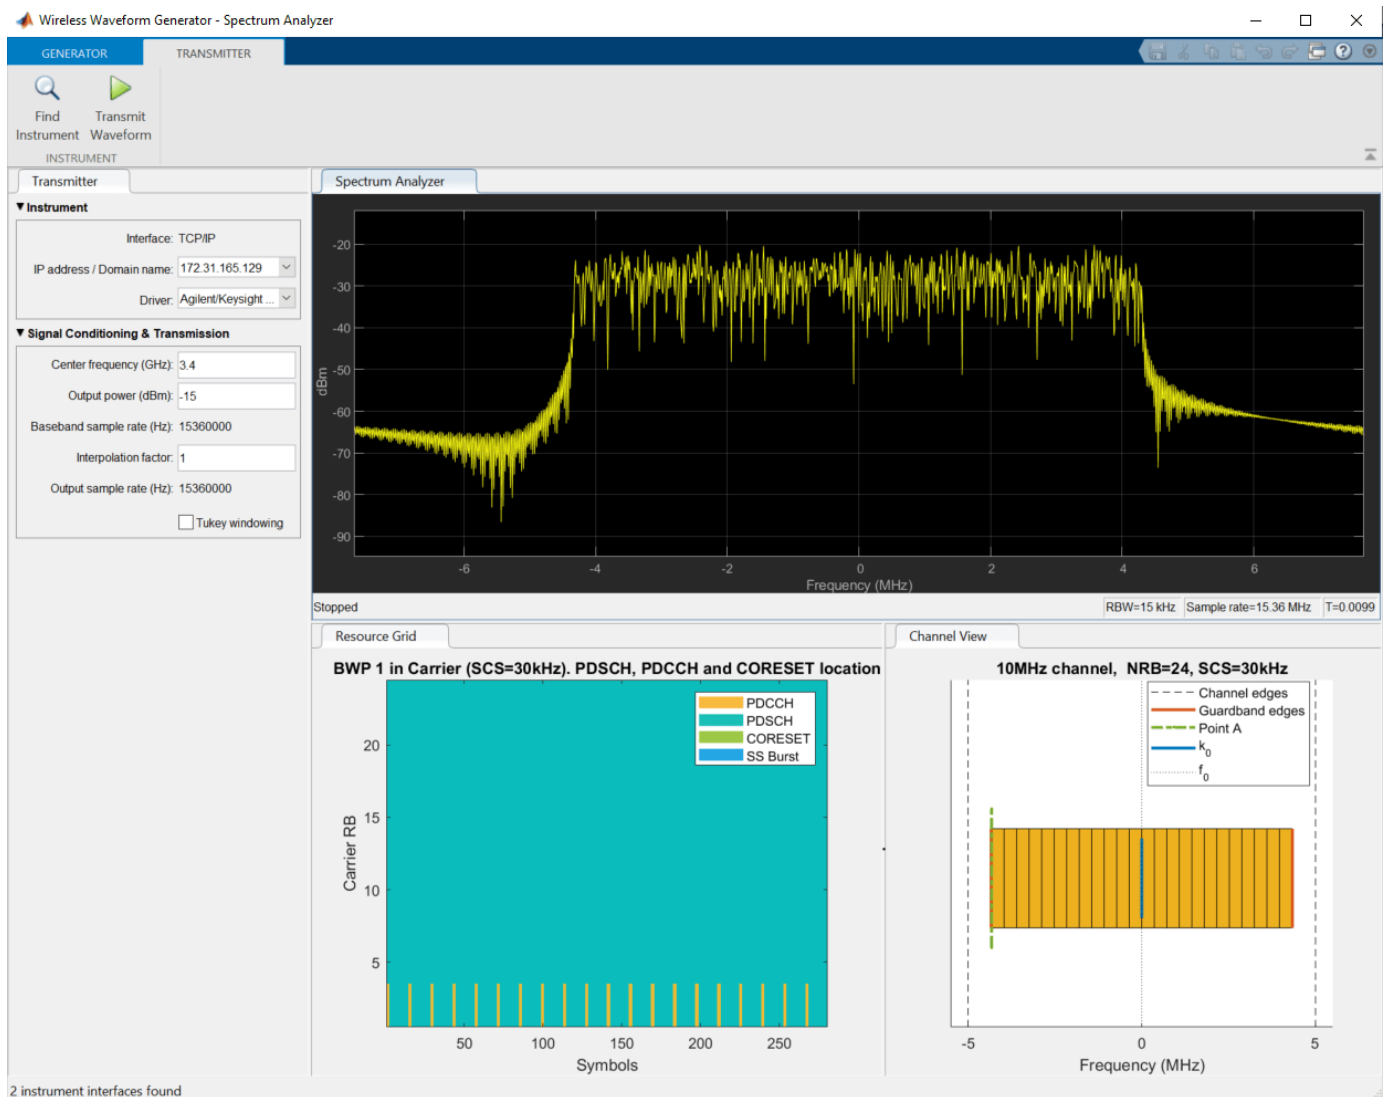 Wireless Waveform Generator - Spectrum Analyzer
GENERATOR
TRANSMITTER
Find Instrument
Transmit Waveform
INSTRUMENT
Transmitter
Instrument
Interface: TCP/IP
IP address / Domain name: 172.31.165.129
Driver: Agilent/Keysight ...
Signal Conditioning & Transmission
Center frequency (GHz): 3.4
Output power (dBm): -15
Baseband sample rate (Hz): 15360000
Interpolation factor: 1
Output sample rate (Hz): 15360000
Tukey windowing
Spectrum Analyzer
-20
-30
-40
-50
-60
-70
-80
-90
dBm
-6 -4 -2 0 2 4 6
Frequency (MHz)
Stopped
RBW=15 kHz Sample rate=15.36 MHz T=0.0099
Resource Grid
BWP 1 in Carrier (SCS=30kHz). PDSCH, PDCCH and CORESET location
PDCCH
PDSCH
CORESET
SS Burst
20
15
10
5
Carrier RB
50 100 150 200 250
Symbols
Channel View
10MHz channel, NRB=24, SCS=30kHz
Channel edges
Guardband edges
Point A
k0
f0
-5 0 5
Frequency (MHz)
2 instrument interfaces found